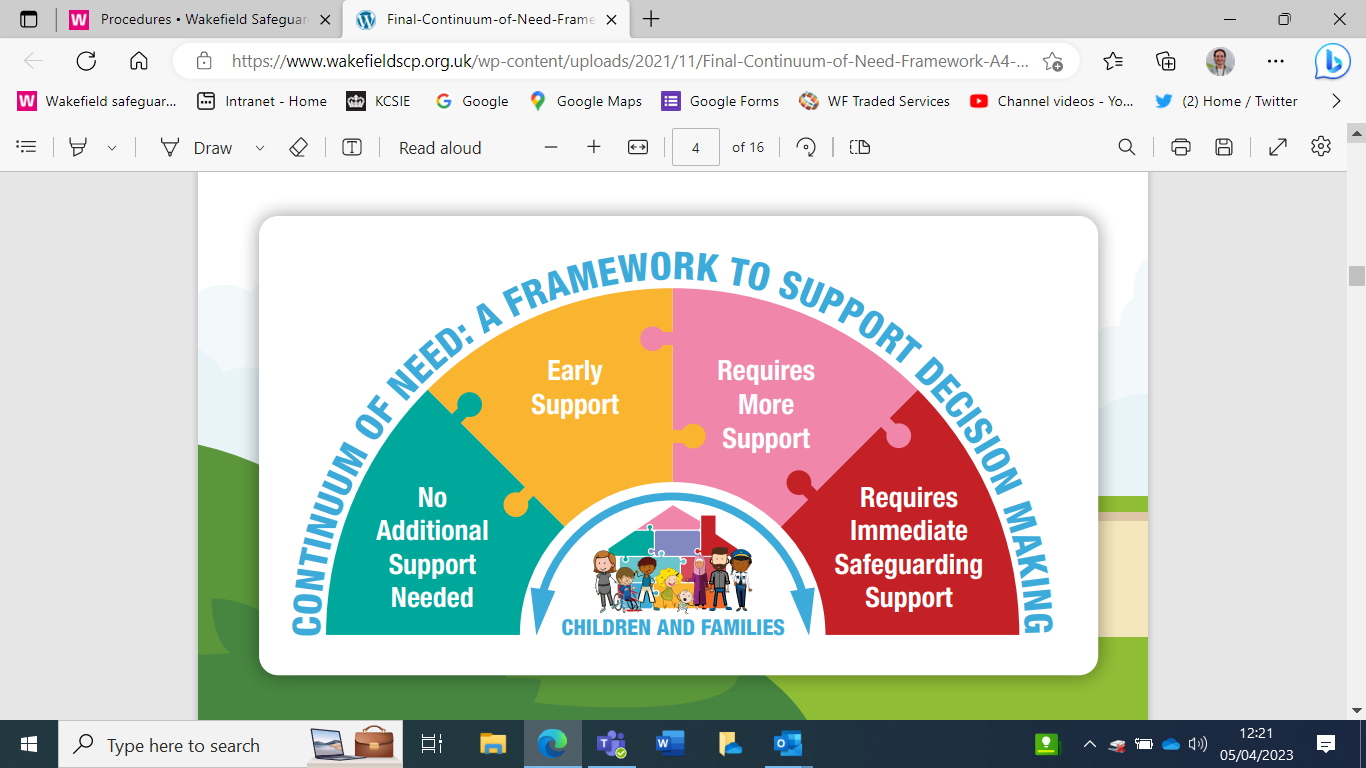 Procedures • Wakefield Safeguar
Final-Continuum-of-Need-Frame
https://www.wakefieldscp.org.uk/wp-content/uploads/2021/11/Final-Continuum-of-Need-Framework-A4-...
W Wakefield safeguar...
Intranet - Home
KCSIE
Google
Google Maps
Google Forms
WF Traded Services
Channel videos - Yo...
(2) Home / Twitter
Draw
Read aloud
4
of 16
CONTINUUM OF NEED: A FRAMEWORK TO SUPPORT DECISION MAKING
No
Additional
Support
Needed
Early
Support
Requires
More
Support
Requires
Immediate
Safeguarding
Support
CHILDREN AND FAMILIES
Type here to search
12:21
05/04/2023